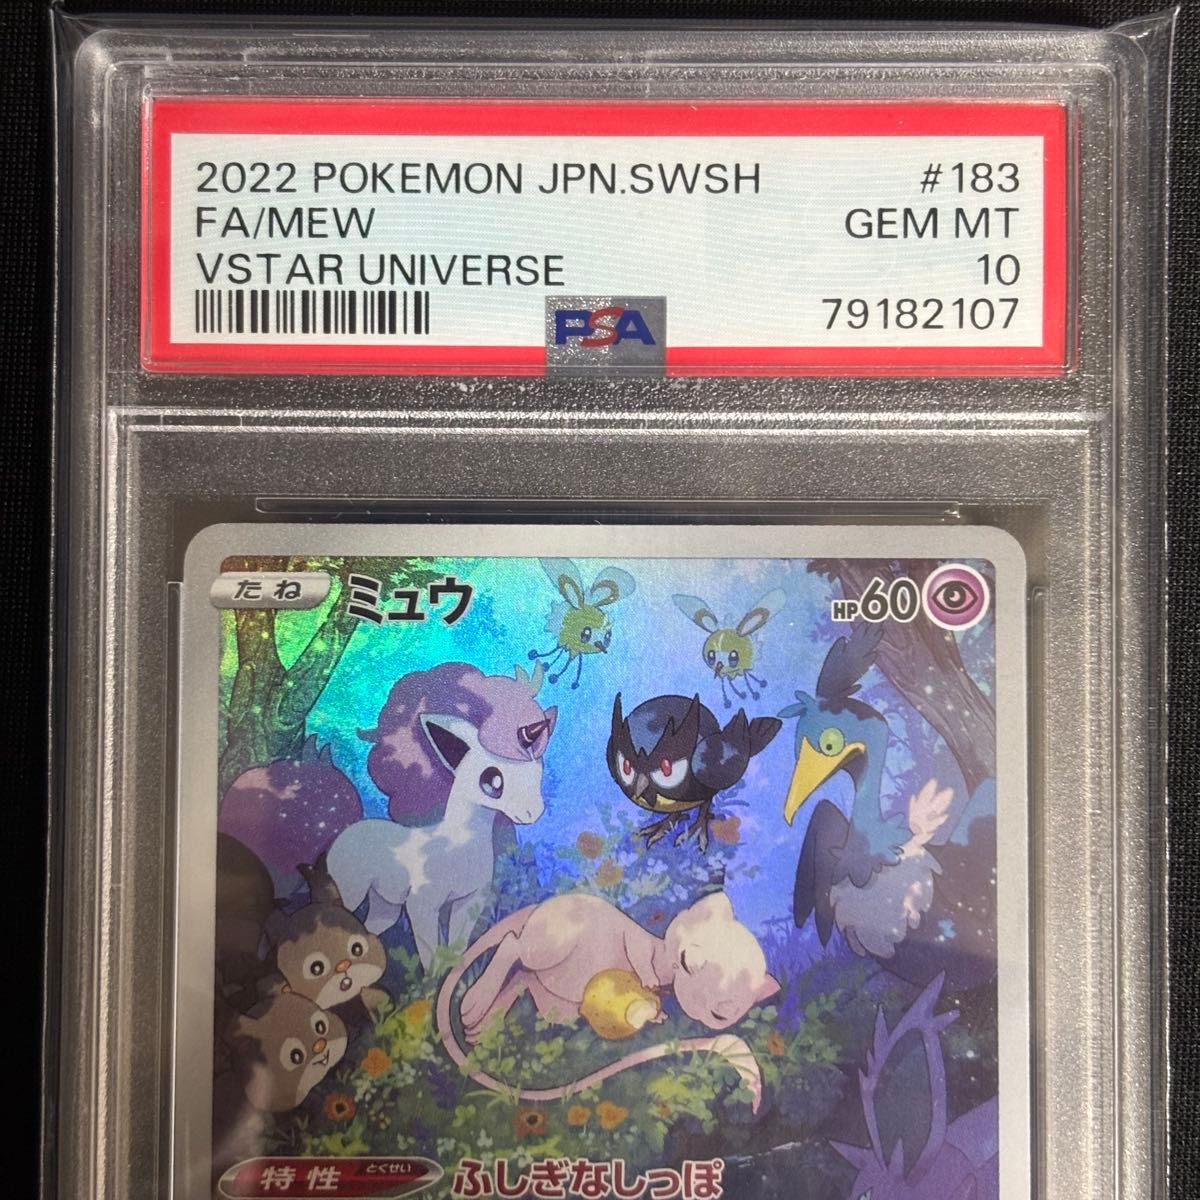 2022 POKEMON JPN.SWSH #183
FA/MEW GEM MT
VSTAR UNIVERSE 10
PSA 79182107
たね ミュウ HP60
特性 とくせい ふしぎなしっぽ